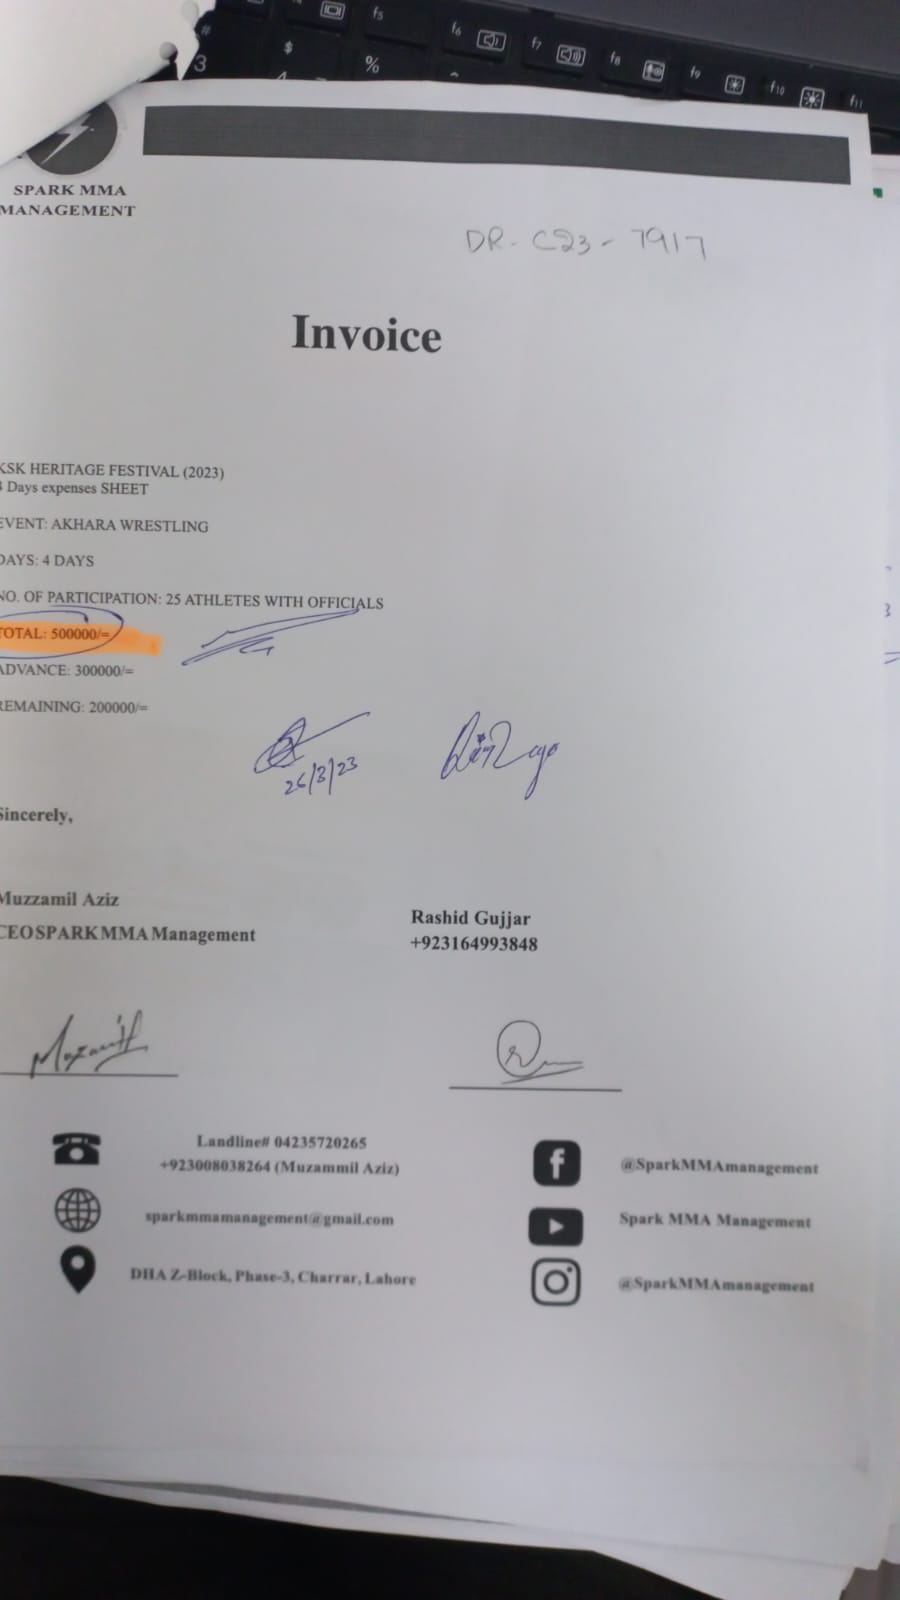 f5
f6
f7
f8
f9
f10
f11
#
3
$
4
%
SPARK MMA
MANAGEMENT
DR- C23- 7917
Invoice
KSK HERITAGE FESTIVAL (2023)
Days expenses SHEET
EVENT: AKHARA WRESTLING
DAYS: 4 DAYS
NO. OF PARTICIPATION: 25 ATHLETES WITH OFFICIALS
TOTAL: 500000/=
ADVANCE: 300000/=
REMAINING: 200000/=
26/3/23
Sincerely,
Muzzamil Aziz
CEO SPARK MMA Management
Rashid Gujjar
+923164993848
Landline# 04235720265
+923008038264 (Muzammil Aziz)
sparkmmamanagement@gmail.com
DHA Z-Block, Phase-3, Charrar, Lahore
@SparkMMAmanagement
Spark MMA Management
@SparkMMAmanagement